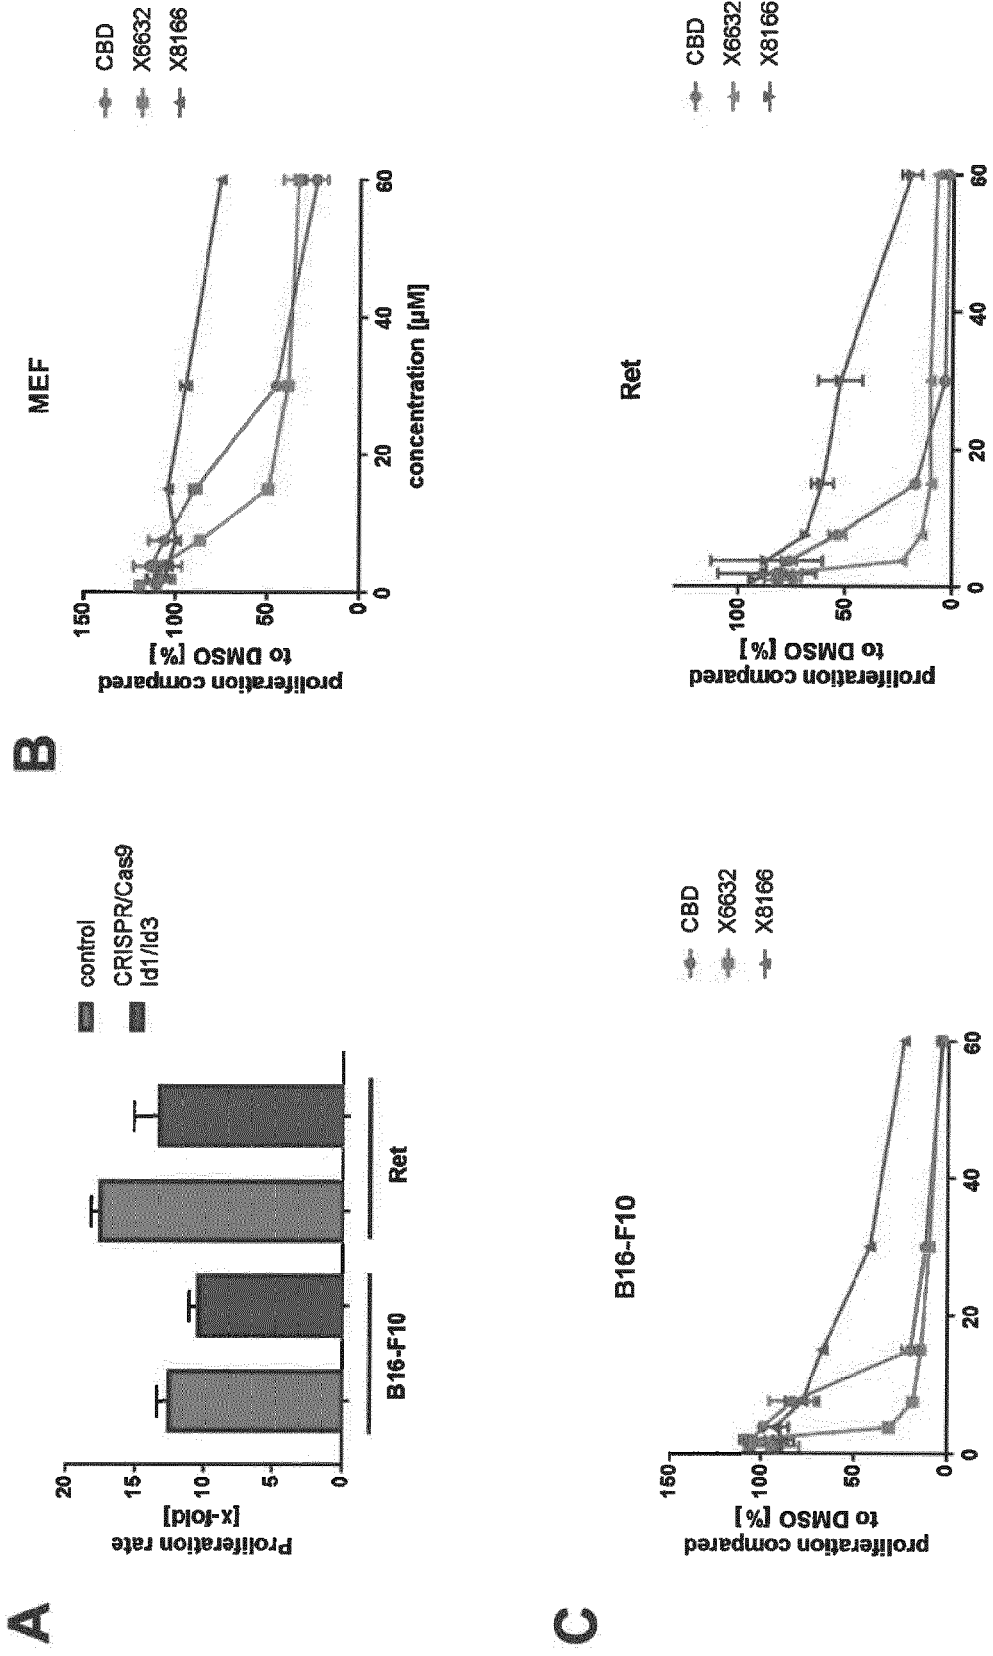 A
Proliferation rate
[x-fold]
20
15
10
5
0
B16-F10
Ret
control
CRISPR/Cas9
Id1/Id3
B
MEF
proliferation compared
to DMSO [%]
150
100
50
0
0
20
40
60
concentration [µM]
CBD
X6632
X8166
C
B16-F10
proliferation compared
to DMSO [%]
150
100
50
0
0
20
40
60
CBD
X6632
X8166
Ret
proliferation compared
to DMSO [%]
100
50
0
0
20
40
60
CBD
X6632
X8166